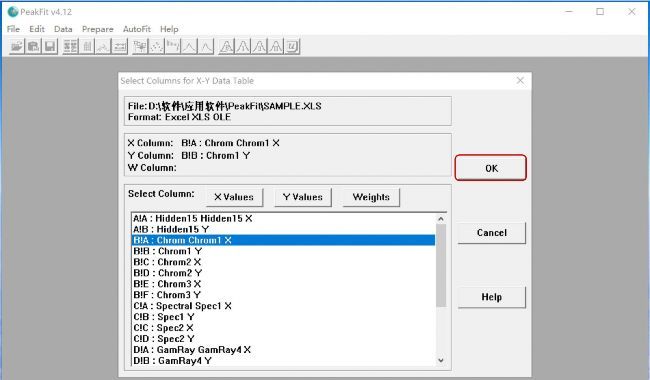 PeakFit v4.12
File Edit Data Prepare AutoFit Help
Select Columns for X-Y Data Table
File: D:\软件\应用软件\PeakFit\SAMPLE.XLS
Format: Excel XLS OLE
X Column: B!A : Chrom Chrom1 X
Y Column: B!B : Chrom1 Y
W Column:
OK
Select Column: X Values Y Values Weights
A!A : Hidden15 Hidden15 X
A!B : Hidden15 Y
B!A : Chrom Chrom1 X
B!B : Chrom1 Y
B!C : Chrom2 X
B!D : Chrom2 Y
B!E : Chrom3 X
B!F : Chrom3 Y
C!A : Spectral Spec1 X
C!B : Spec1 Y
C!C : Spec2 X
C!D : Spec2 Y
D!A : GamRay GamRay4 X
D!B : GamRay4 Y
Cancel
Help